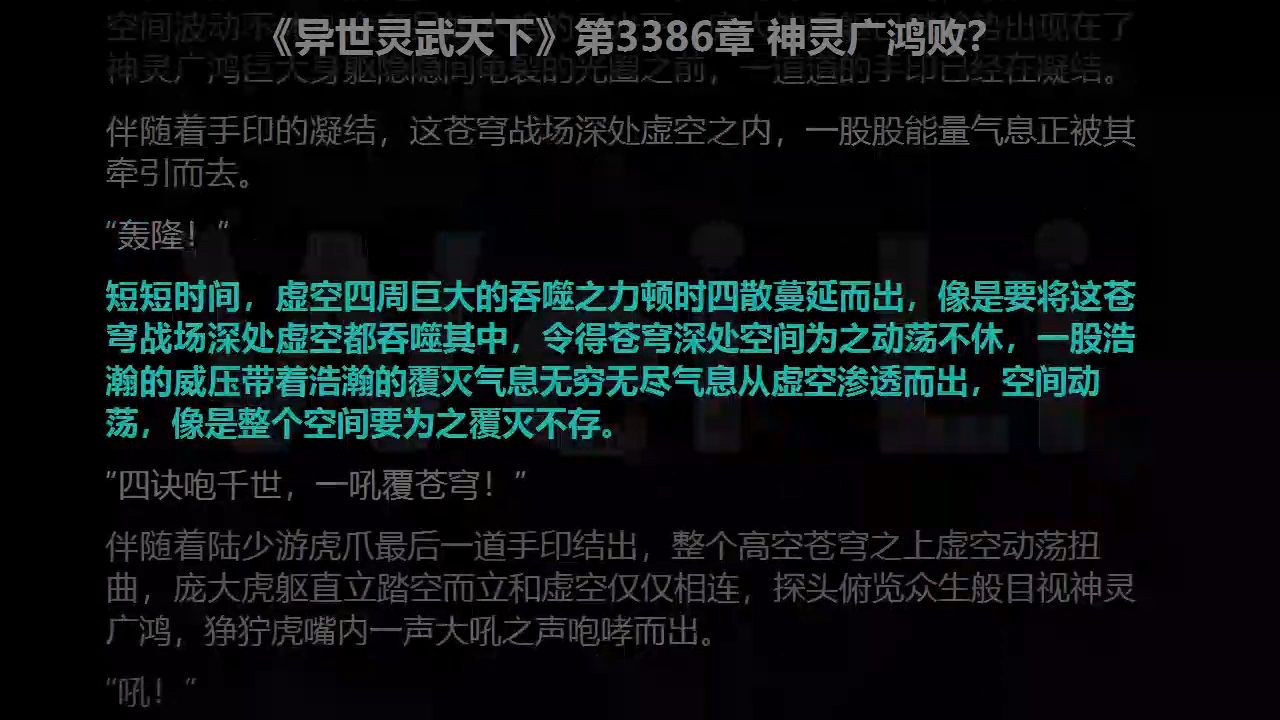 《异世灵武天下》第3386章 神灵广鸿败?
空间波动不
出现在了
神灵广鸿巨大身躯隐隐间龟裂的光圈之前，一道道的手印已经在凝结。
伴随着手印的凝结，这苍穹战场深处虚空之内，一股股能量气息正被其
牵引而去。
“轰隆！”
短短时间，虚空四周巨大的吞噬之力顿时四散蔓延而出，像是要将这苍
穹战场深处虚空都吞噬其中，令得苍穹深处空间为之动荡不休，一股浩
瀚的威压带着浩瀚的覆灭气息无穷无尽气息从虚空渗透而出，空间动
荡，像是整个空间要为之覆灭不存。
“四诀咆千世，一吼覆苍穹！”
伴随着陆少游虎爪最后一道手印结出，整个高空苍穹之上虚空动荡扭
曲，庞大虎躯直立踏空而立和虚空仅仅相连，探头俯览众生般目视神灵
广鸿，狰狞虎嘴内一声大吼之声咆哮而出。
“吼！”